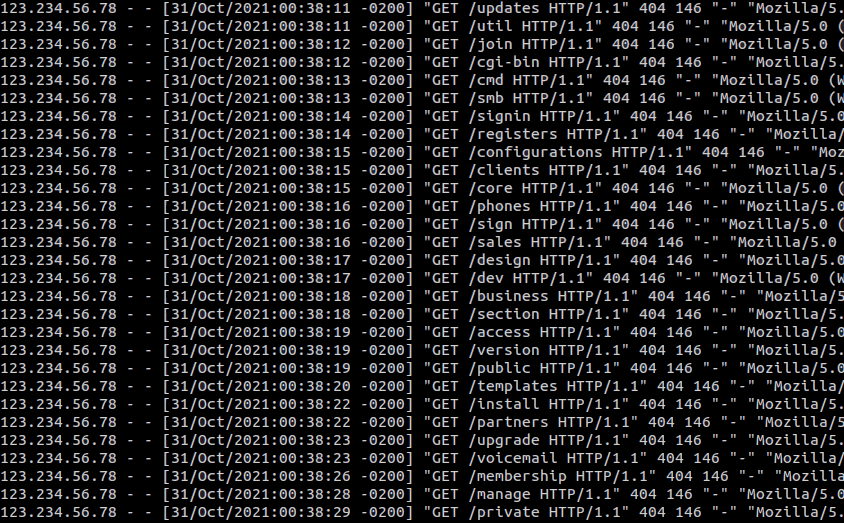 123.234.56.78 - - [31/Oct/2021:00:38:11 -0200] "GET /updates HTTP/1.1" 404 146 "-" "Mozilla/5.
123.234.56.78 - - [31/Oct/2021:00:38:11 -0200] "GET /util HTTP/1.1" 404 146 "-" "Mozilla/5.0 (
123.234.56.78 - - [31/Oct/2021:00:38:12 -0200] "GET /join HTTP/1.1" 404 146 "-" "Mozilla/5.0 (
123.234.56.78 - - [31/Oct/2021:00:38:12 -0200] "GET /cgi-bin HTTP/1.1" 404 146 "-" "Mozilla/5.
123.234.56.78 - - [31/Oct/2021:00:38:13 -0200] "GET /cmd HTTP/1.1" 404 146 "-" "Mozilla/5.0 (W
123.234.56.78 - - [31/Oct/2021:00:38:13 -0200] "GET /smb HTTP/1.1" 404 146 "-" "Mozilla/5.0 (W
123.234.56.78 - - [31/Oct/2021:00:38:14 -0200] "GET /signin HTTP/1.1" 404 146 "-" "Mozilla/5.0
123.234.56.78 - - [31/Oct/2021:00:38:14 -0200] "GET /registers HTTP/1.1" 404 146 "-" "Mozilla/
123.234.56.78 - - [31/Oct/2021:00:38:15 -0200] "GET /configurations HTTP/1.1" 404 146 "-" "Moz
123.234.56.78 - - [31/Oct/2021:00:38:15 -0200] "GET /clients HTTP/1.1" 404 146 "-" "Mozilla/5.
123.234.56.78 - - [31/Oct/2021:00:38:15 -0200] "GET /core HTTP/1.1" 404 146 "-" "Mozilla/5.0 (
123.234.56.78 - - [31/Oct/2021:00:38:16 -0200] "GET /phones HTTP/1.1" 404 146 "-" "Mozilla/5.0
123.234.56.78 - - [31/Oct/2021:00:38:16 -0200] "GET /sign HTTP/1.1" 404 146 "-" "Mozilla/5.0 (
123.234.56.78 - - [31/Oct/2021:00:38:16 -0200] "GET /sales HTTP/1.1" 404 146 "-" "Mozilla/5.0
123.234.56.78 - - [31/Oct/2021:00:38:17 -0200] "GET /design HTTP/1.1" 404 146 "-" "Mozilla/5.0
123.234.56.78 - - [31/Oct/2021:00:38:17 -0200] "GET /dev HTTP/1.1" 404 146 "-" "Mozilla/5.0 (W
123.234.56.78 - - [31/Oct/2021:00:38:18 -0200] "GET /business HTTP/1.1" 404 146 "-" "Mozilla/5
123.234.56.78 - - [31/Oct/2021:00:38:18 -0200] "GET /section HTTP/1.1" 404 146 "-" "Mozilla/5.
123.234.56.78 - - [31/Oct/2021:00:38:19 -0200] "GET /access HTTP/1.1" 404 146 "-" "Mozilla/5.0
123.234.56.78 - - [31/Oct/2021:00:38:19 -0200] "GET /version HTTP/1.1" 404 146 "-" "Mozilla/5.
123.234.56.78 - - [31/Oct/2021:00:38:19 -0200] "GET /public HTTP/1.1" 404 146 "-" "Mozilla/5.0
123.234.56.78 - - [31/Oct/2021:00:38:20 -0200] "GET /templates HTTP/1.1" 404 146 "-" "Mozilla/
123.234.56.78 - - [31/Oct/2021:00:38:22 -0200] "GET /install HTTP/1.1" 404 146 "-" "Mozilla/5.
123.234.56.78 - - [31/Oct/2021:00:38:22 -0200] "GET /partners HTTP/1.1" 404 146 "-" "Mozilla/5
123.234.56.78 - - [31/Oct/2021:00:38:23 -0200] "GET /upgrade HTTP/1.1" 404 146 "-" "Mozilla/5.
123.234.56.78 - - [31/Oct/2021:00:38:23 -0200] "GET /voicemail HTTP/1.1" 404 146 "-" "Mozilla/
123.234.56.78 - - [31/Oct/2021:00:38:26 -0200] "GET /membership HTTP/1.1" 404 146 "-" "Mozilla
123.234.56.78 - - [31/Oct/2021:00:38:28 -0200] "GET /manage HTTP/1.1" 404 146 "-" "Mozilla/5.0
123.234.56.78 - - [31/Oct/2021:00:38:29 -0200] "GET /private HTTP/1.1" 404 146 "-" "Mozilla/5.